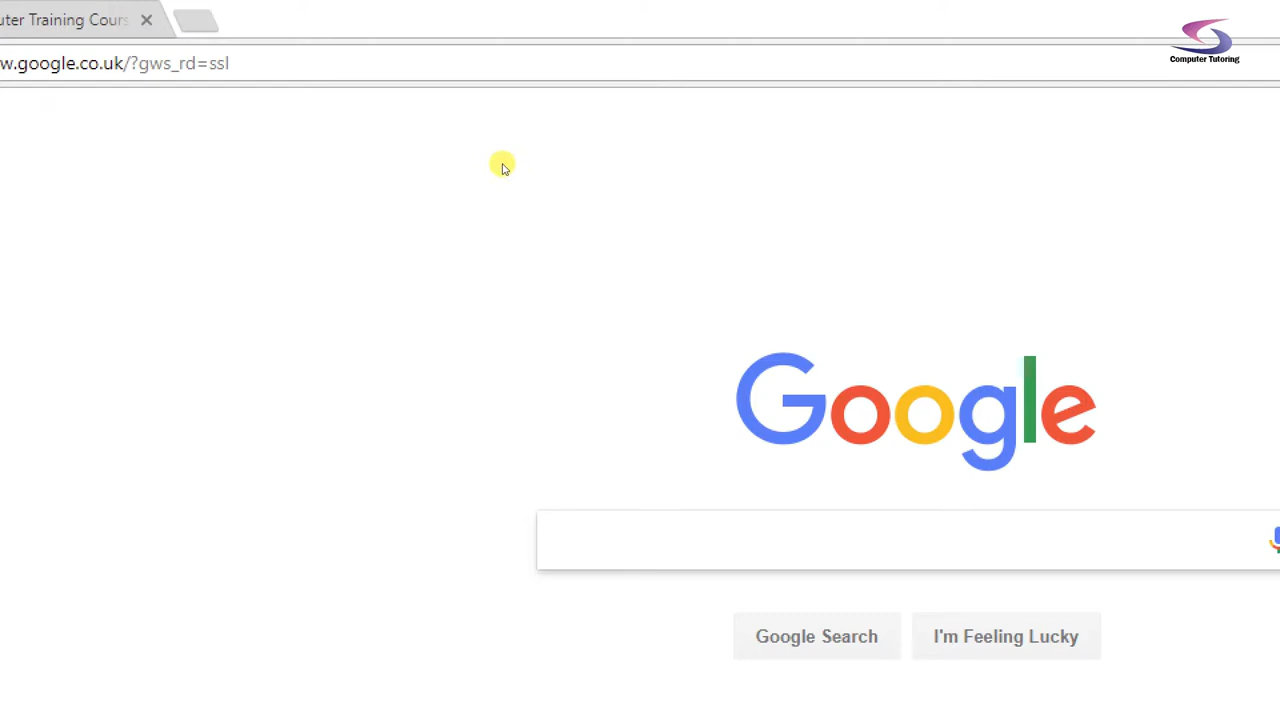 uter Training Cours
w.google.co.uk/?gws_rd=ssl
Computer Tutoring
Google
Google Search
I'm Feeling Lucky